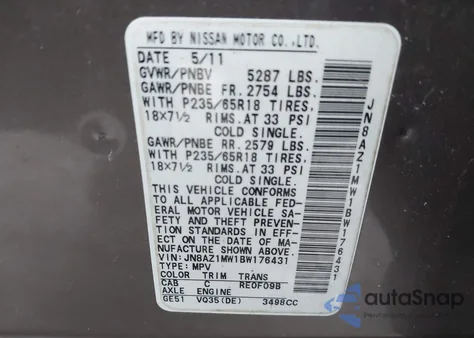 MFD BY NISSAN MOTOR CO.,LTD.
DATE 5/11
GVWR/PNBV 5287 LBS.
GAWR/PNBE FR. 2754 LBS.
WITH P235/65R18 TIRES,
18x7½ RIMS.AT 33 PSI
COLD SINGLE.
GAWR/PNBE RR. 2579 LBS.
WITH P235/65R18 TIRES,
18x7½ RIMS.AT 33 PSI
COLD SINGLE.
THIS VEHICLE CONFORMS
TO ALL APPLICABLE FED-
ERAL MOTOR VEHICLE SA-
FETY AND THEFT PREVEN-
TION STANDARDS IN EFF-
ECT ON THE DATE OF MA-
NUFACTURE SHOWN ABOVE.
VIN:JN8AZ1MW1BW176431
TYPE: MPV
COLOR TRIM TRANS
CAB C RE0F09B
AXLE ENGINE
GE51 VQ35(DE) 3498CC
JN8AZ1MW1BW176431
autoSnap